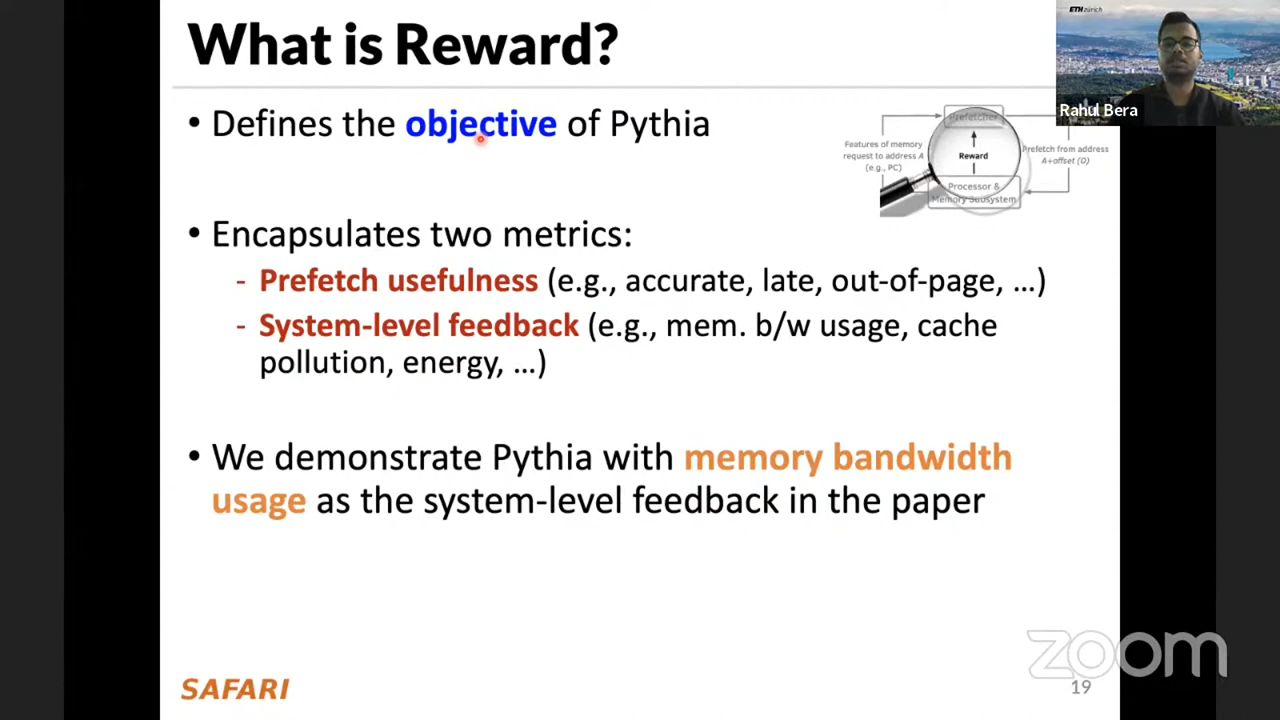 What is Reward?
ETH zürich
Rahul Bera
• Defines the objective of Pythia
Prefetcher
Features of memory
request to address A
(e.g., PC)
Reward
Prefetch from address
A+offset (O)
Processor &
Memory Subsystem
• Encapsulates two metrics:
- Prefetch usefulness (e.g., accurate, late, out-of-page, …)
- System-level feedback (e.g., mem. b/w usage, cache
pollution, energy, …)
• We demonstrate Pythia with memory bandwidth
usage as the system-level feedback in the paper
zoom
SAFARI
19